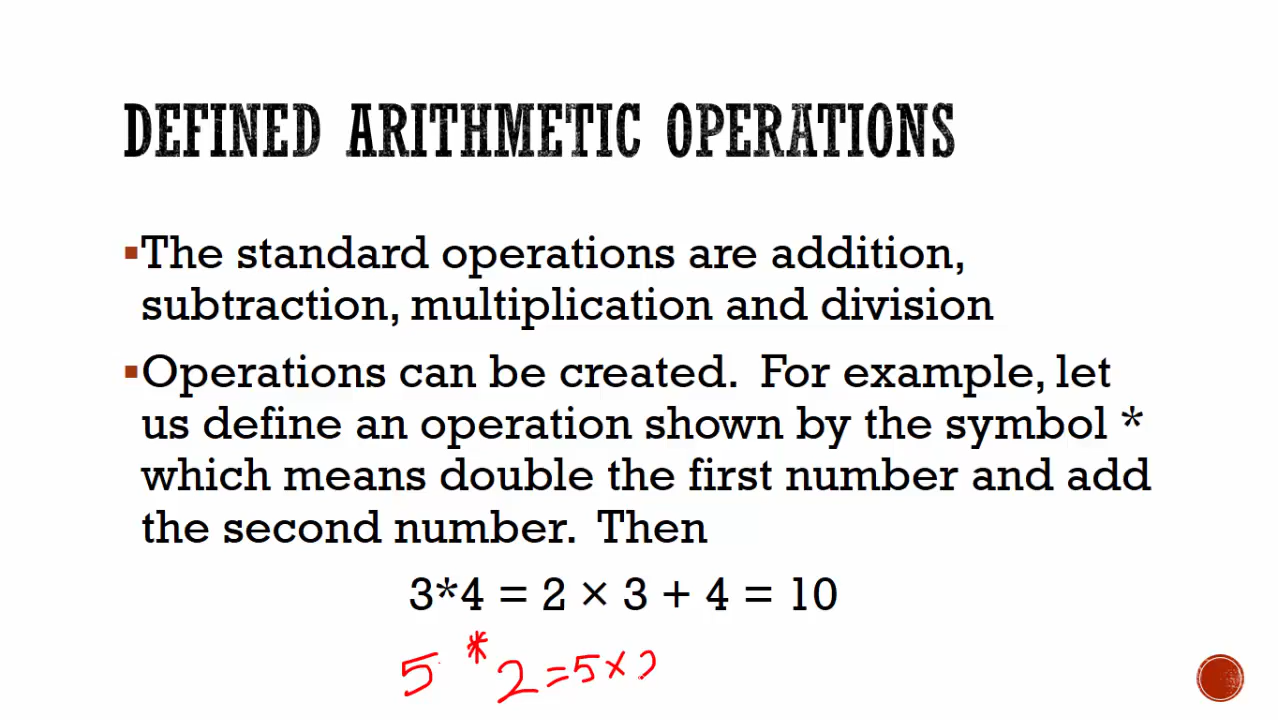 DEFINED ARITHMETIC OPERATIONS
▪The standard operations are addition,
subtraction, multiplication and division
▪Operations can be created. For example, let
us define an operation shown by the symbol *
which means double the first number and add
the second number. Then
3*4 = 2 × 3 + 4 = 10
5 * 2 = 5 ×